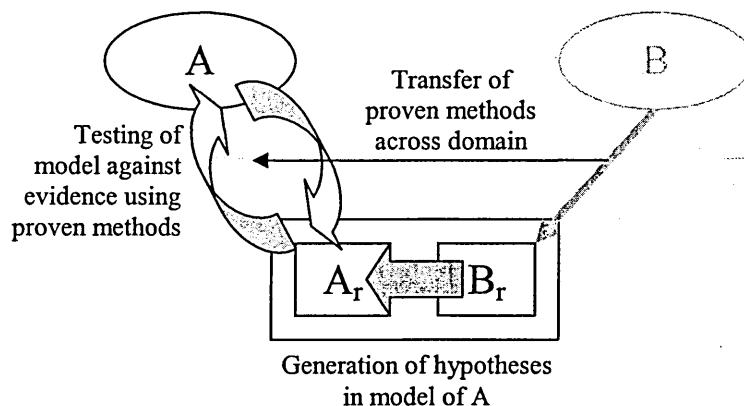 A
B
Transfer of
proven methods
across domain
Testing of
model against
evidence using
proven methods
Aᵣ
Bᵣ
Generation of hypotheses
in model of A